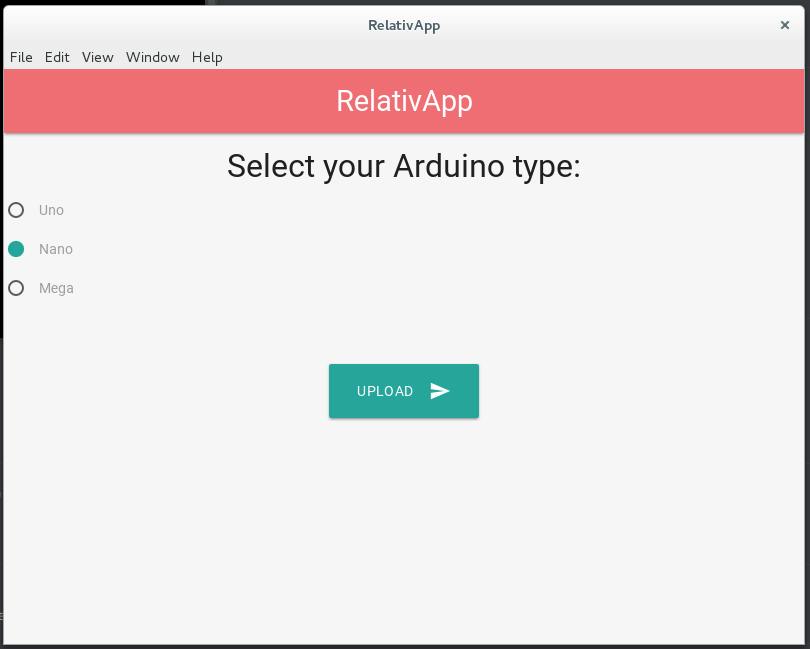 RelativApp
File Edit View Window Help
RelativApp
Select your Arduino type:
Uno
Nano
Mega
UPLOAD